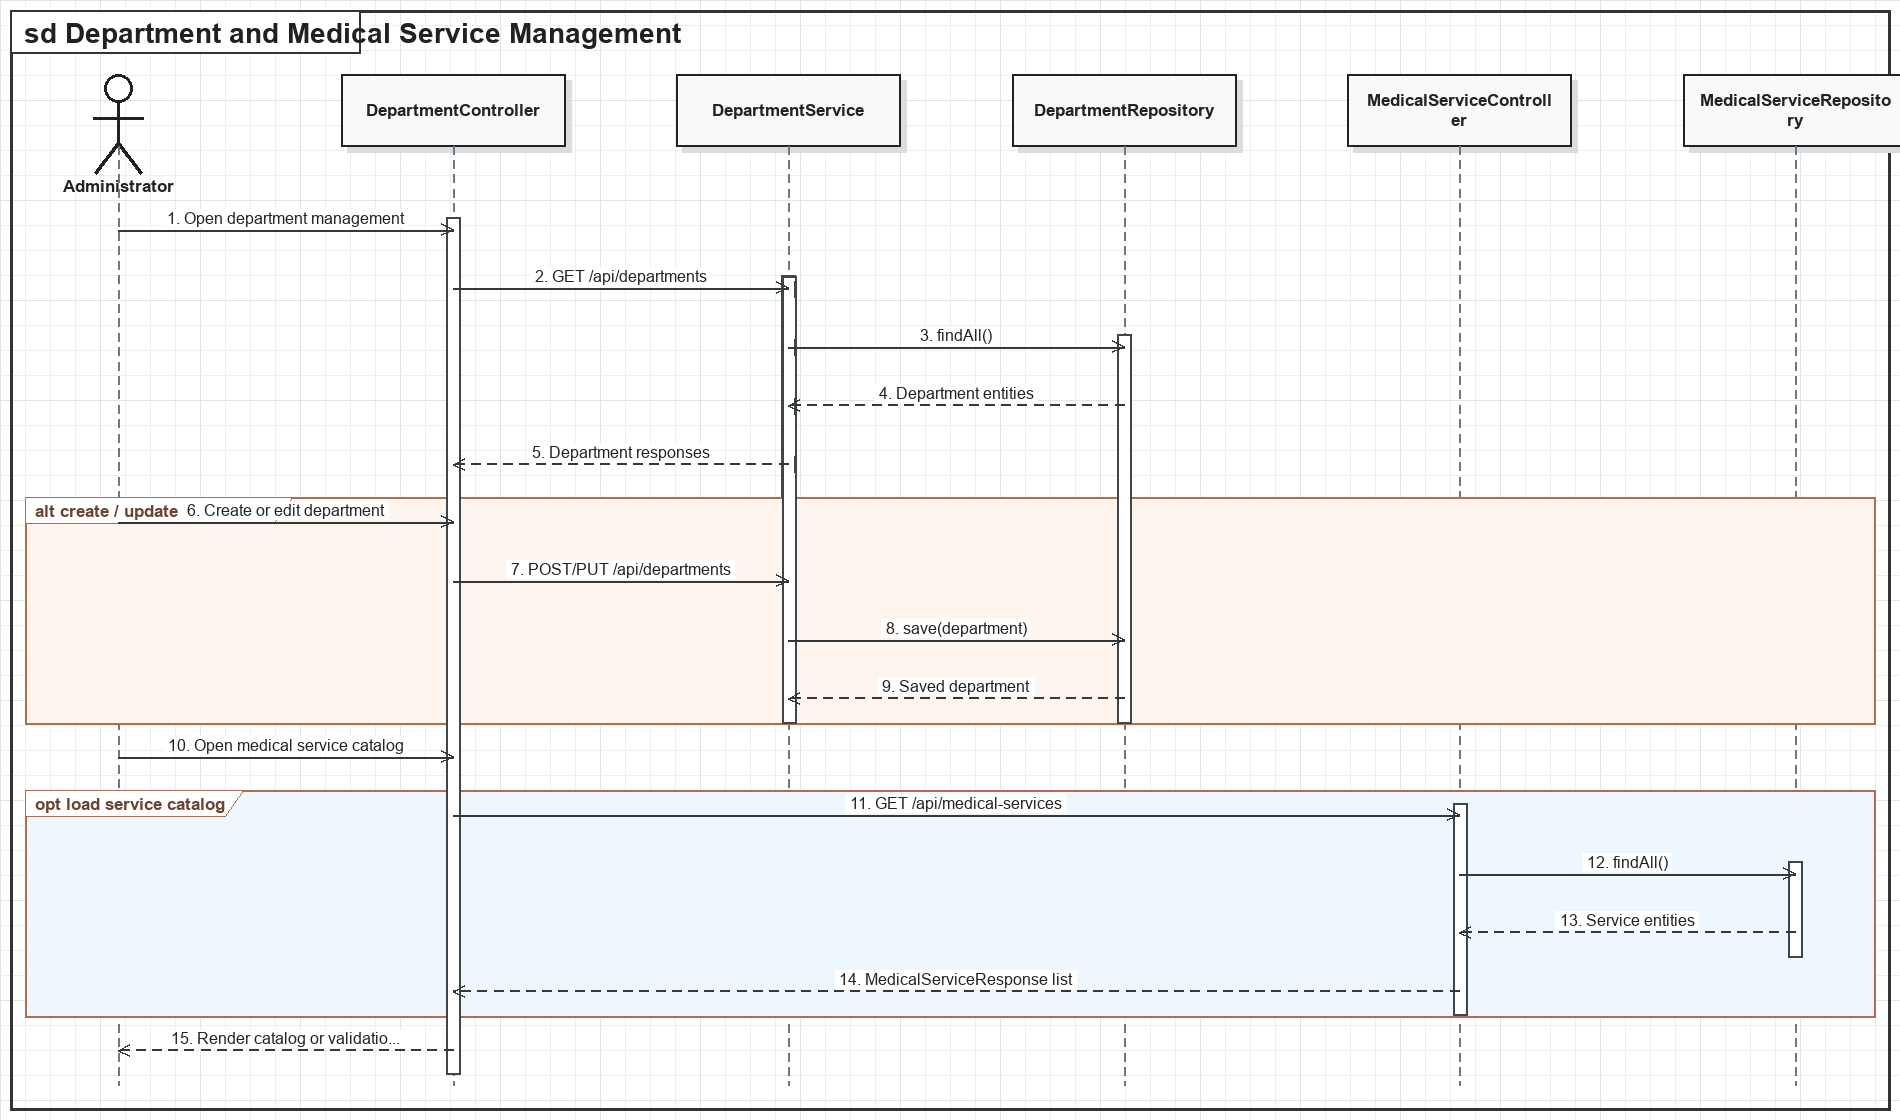 sd Department and Medical Service Management
DepartmentController
DepartmentService
DepartmentRepository
MedicalServiceControll
er
MedicalServiceReposito
ry
Administrator
1. Open department management
2. GET /api/departments
3. findAll()
4. Department entities
5. Department responses
alt create / update
6. Create or edit department
7. POST/PUT /api/departments
8. save(department)
9. Saved department
10. Open medical service catalog
opt load service catalog
11. GET /api/medical-services
12. findAll()
13. Service entities
14. MedicalServiceResponse list
15. Render catalog or validatio...